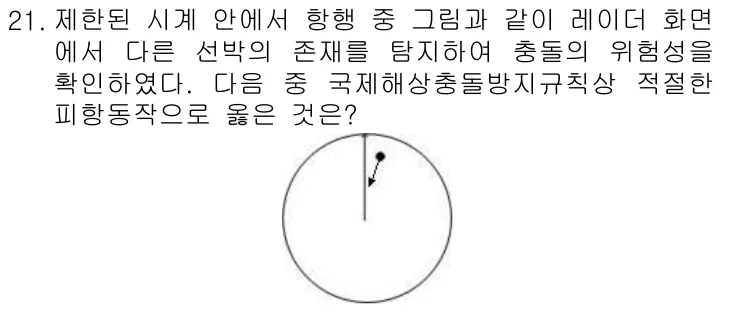 21. 제한된 시계 안에서 항행 중 그림과 같이 레이더 화면
에서 다른 선박의 존재를 탐지하여 충돌의 위험성을
확인하였다. 다음 중 국제해상충돌방지규칙상 적절한
피항동작으로 옳은 것은?